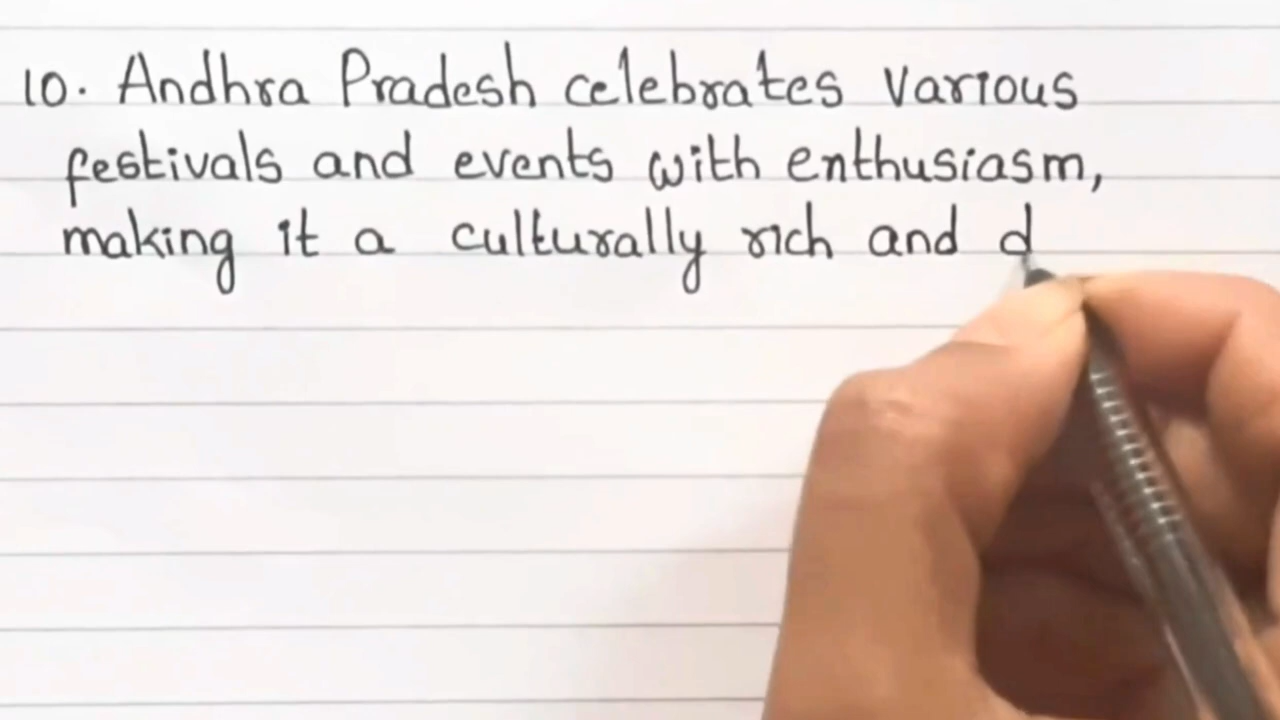 10. Andhra Pradesh celebrates various
festivals and events with enthusiasm,
making it a culturally rich and d